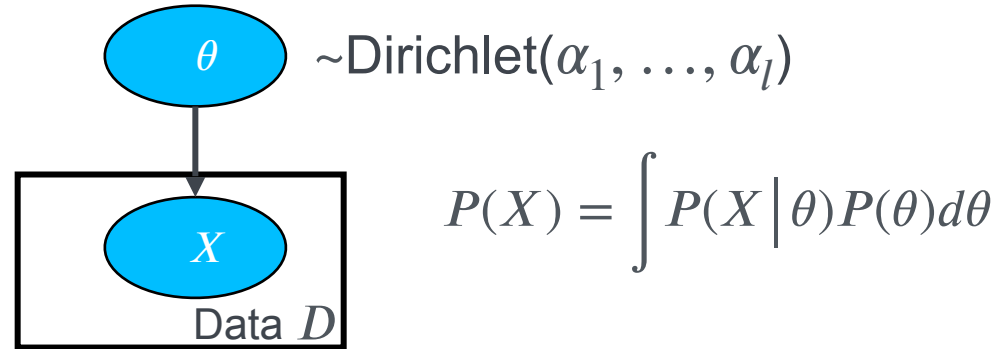 θ ~Dirichlet(α₁, …, αₗ)
P(X) = ∫ P(X|θ)P(θ)dθ
X
Data D